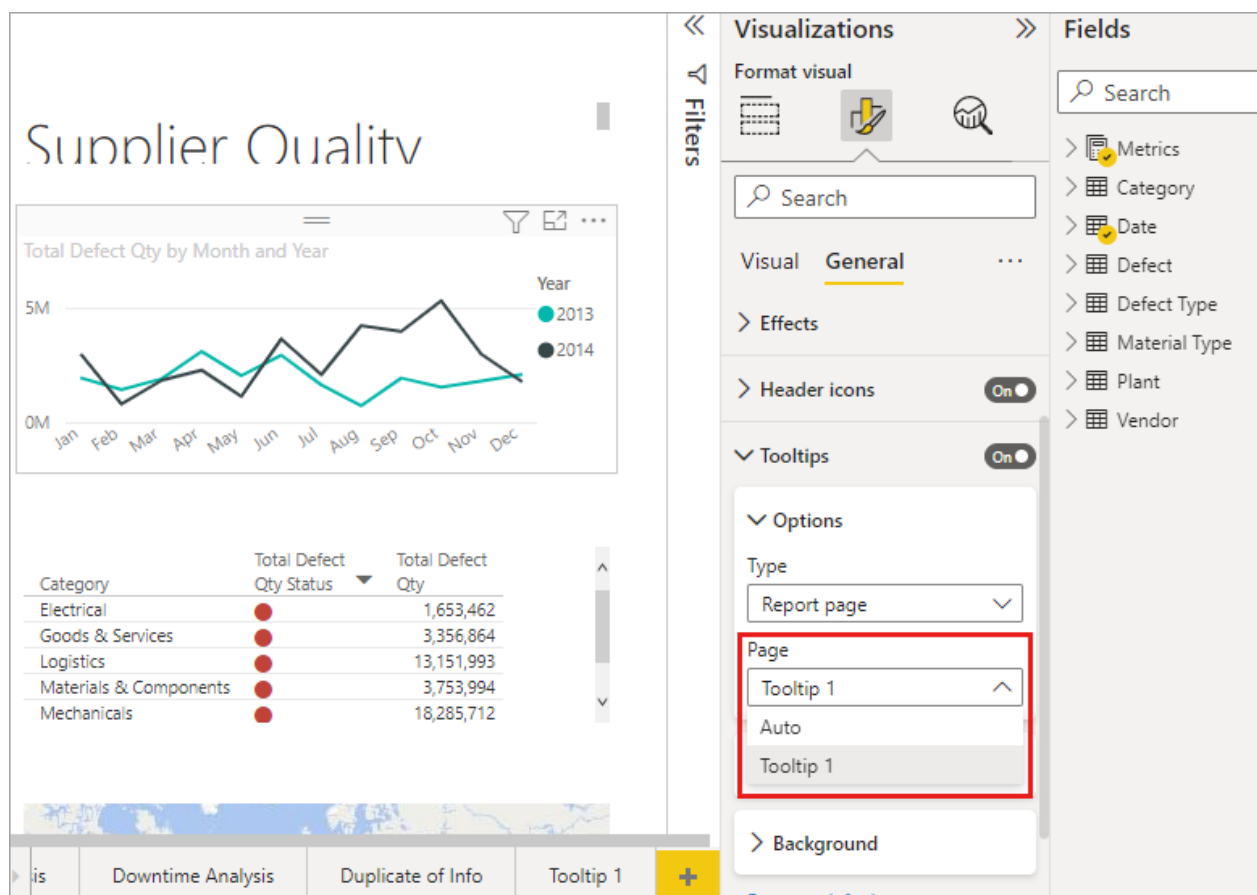 Supplier Quality
Total Defect Qty by Month and Year
Year
5M
2013
2014
0M
Jan Feb Mar Apr May Jun Jul Aug Sep Oct Nov Dec
Category Total Defect Qty Status Total Defect Qty
Electrical 1,653,462
Goods & Services 3,356,864
Logistics 13,151,993
Materials & Components 3,753,994
Mechanicals 18,285,712
Downtime Analysis Duplicate of Info Tooltip 1 +
Filters
Visualizations
Format visual
Search
Visual General ...
Effects
Header icons On
Tooltips On
Options
Type
Report page
Page
Tooltip 1
Auto
Tooltip 1
Background
Fields
Search
Metrics
Category
Date
Defect
Defect Type
Material Type
Plant
Vendor